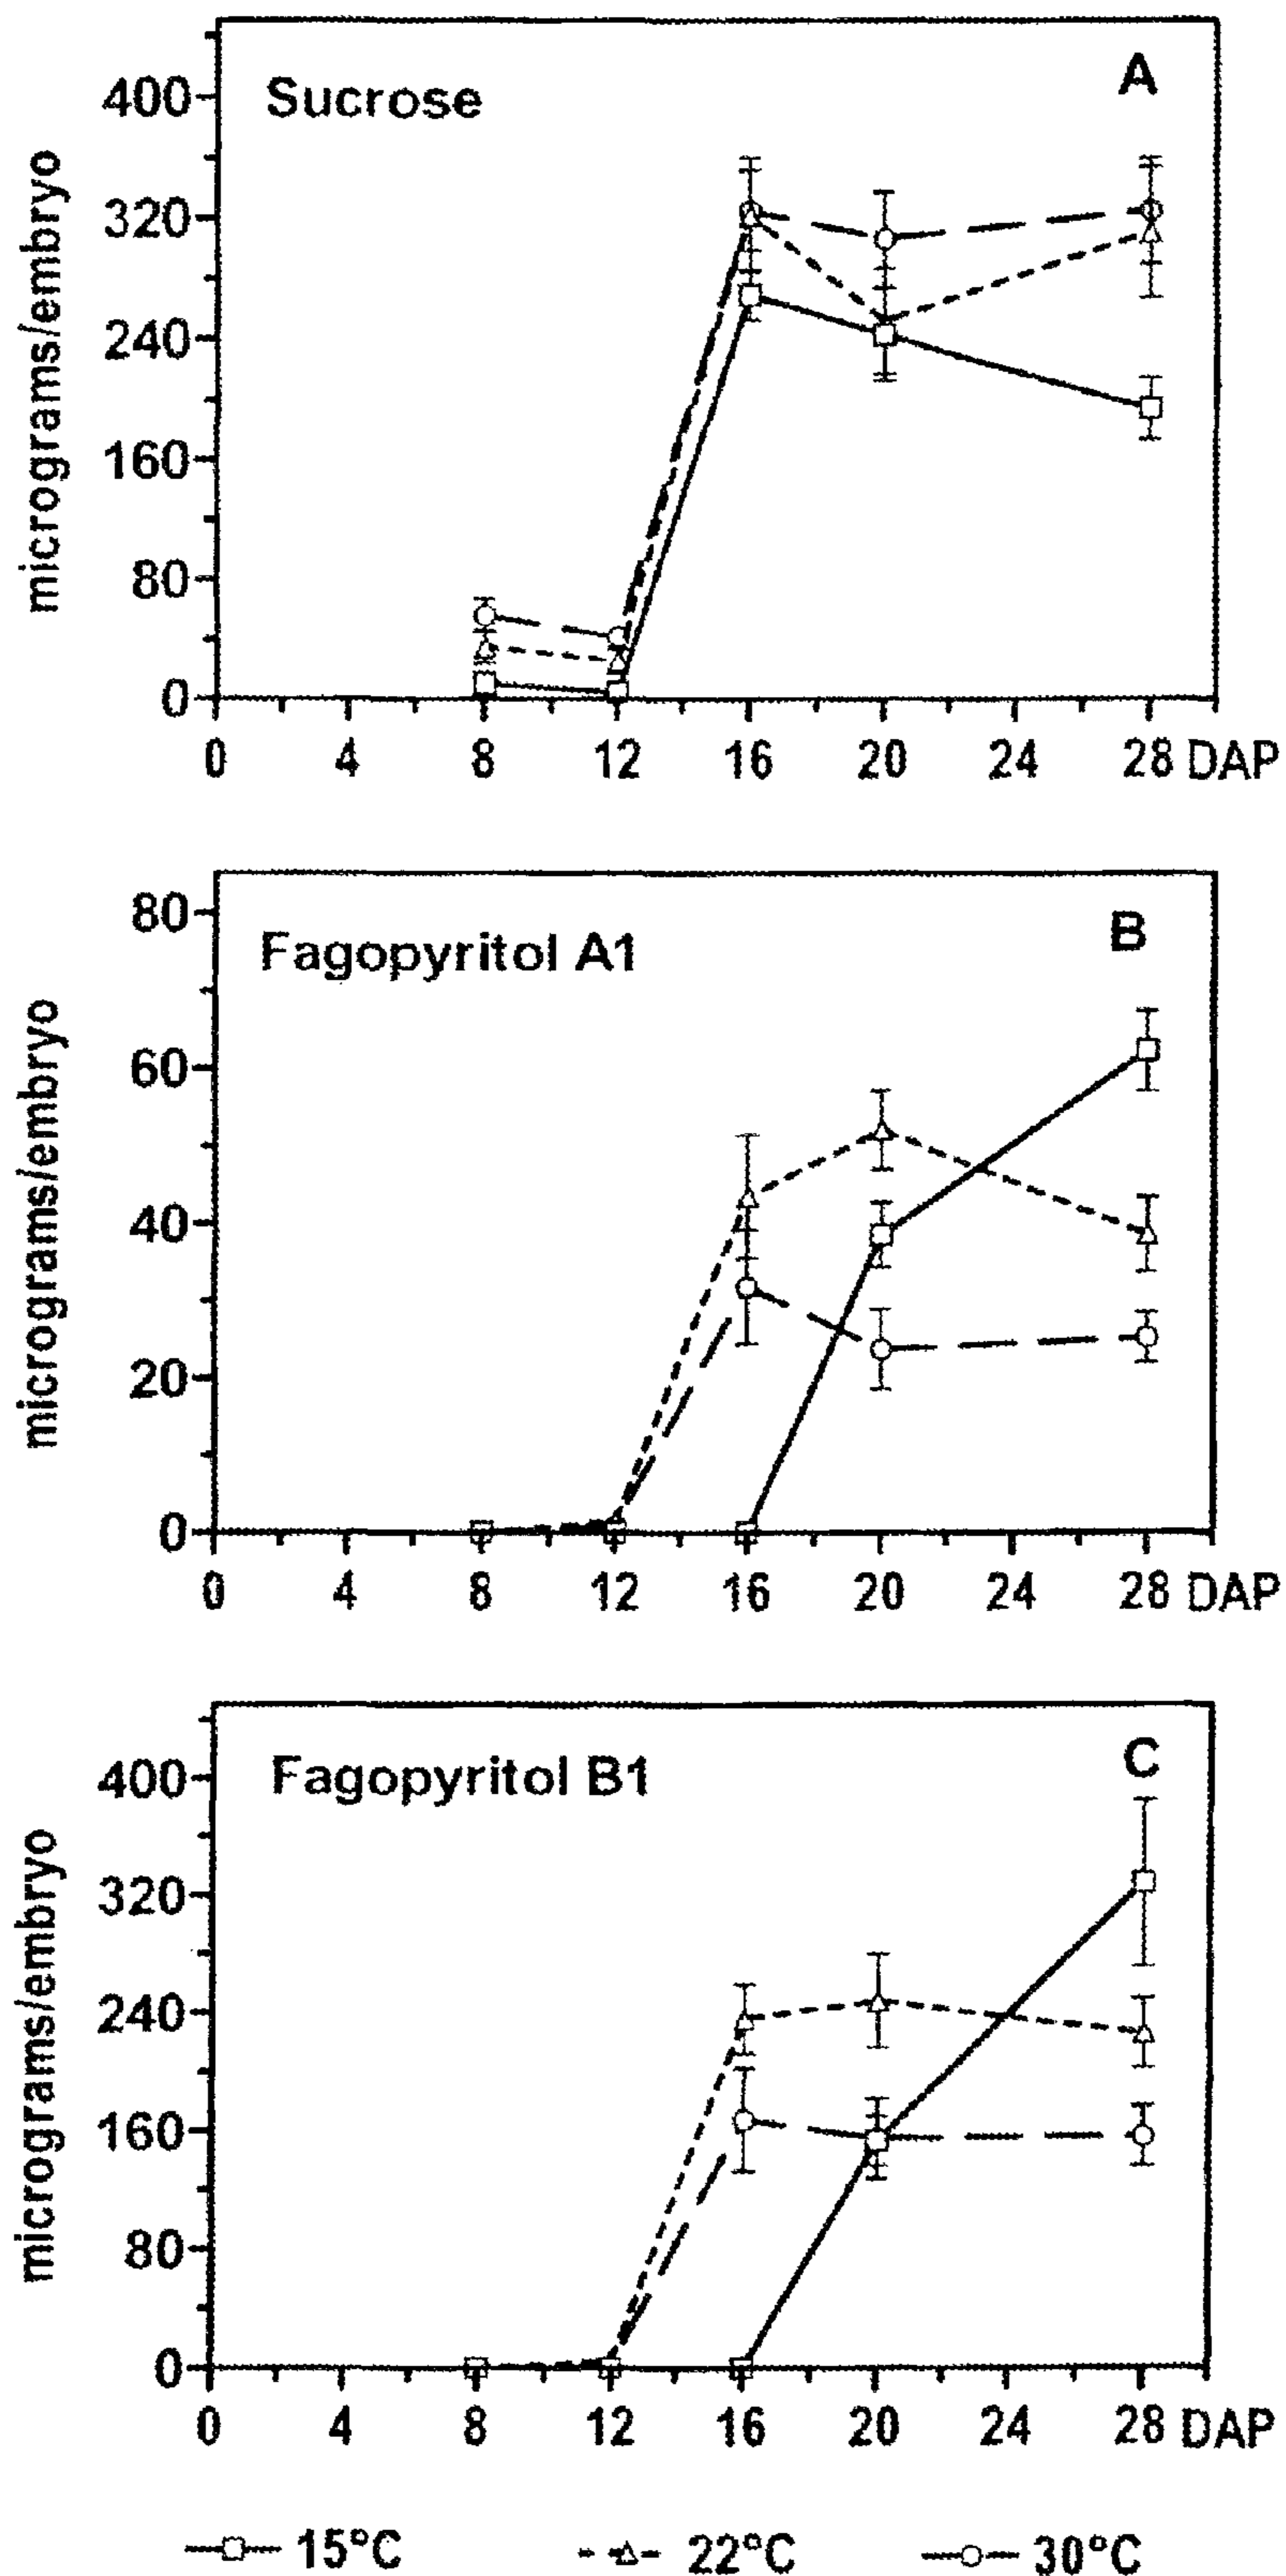 Sucrose
A
micrograms/embryo
400
320
240
160
80
0
0 4 8 12 16 20 24 28 DAP
Fagopyritol A1
B
micrograms/embryo
80
60
40
20
0
0 4 8 12 16 20 24 28 DAP
Fagopyritol B1
C
micrograms/embryo
400
320
240
160
80
0
0 4 8 12 16 20 24 28 DAP
15°C 22°C 30°C